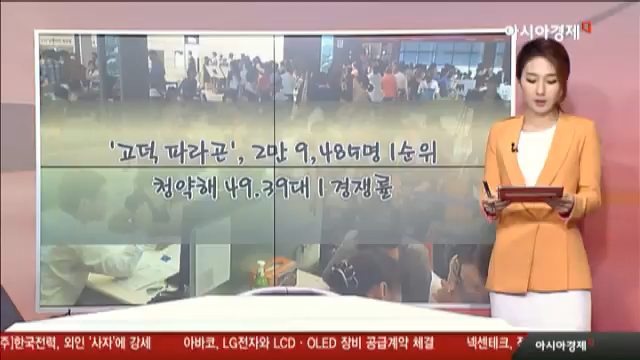 아시아경제
'고덕 파라곤', 2만 9,485명 1순위
청약해 49.39대 1 경쟁률
주]한국전력, 외인 '사자'에 강세 아바코, LG전자와 LCD·OLED 장비 공급계약 체결 넥센테크,
아시아경제